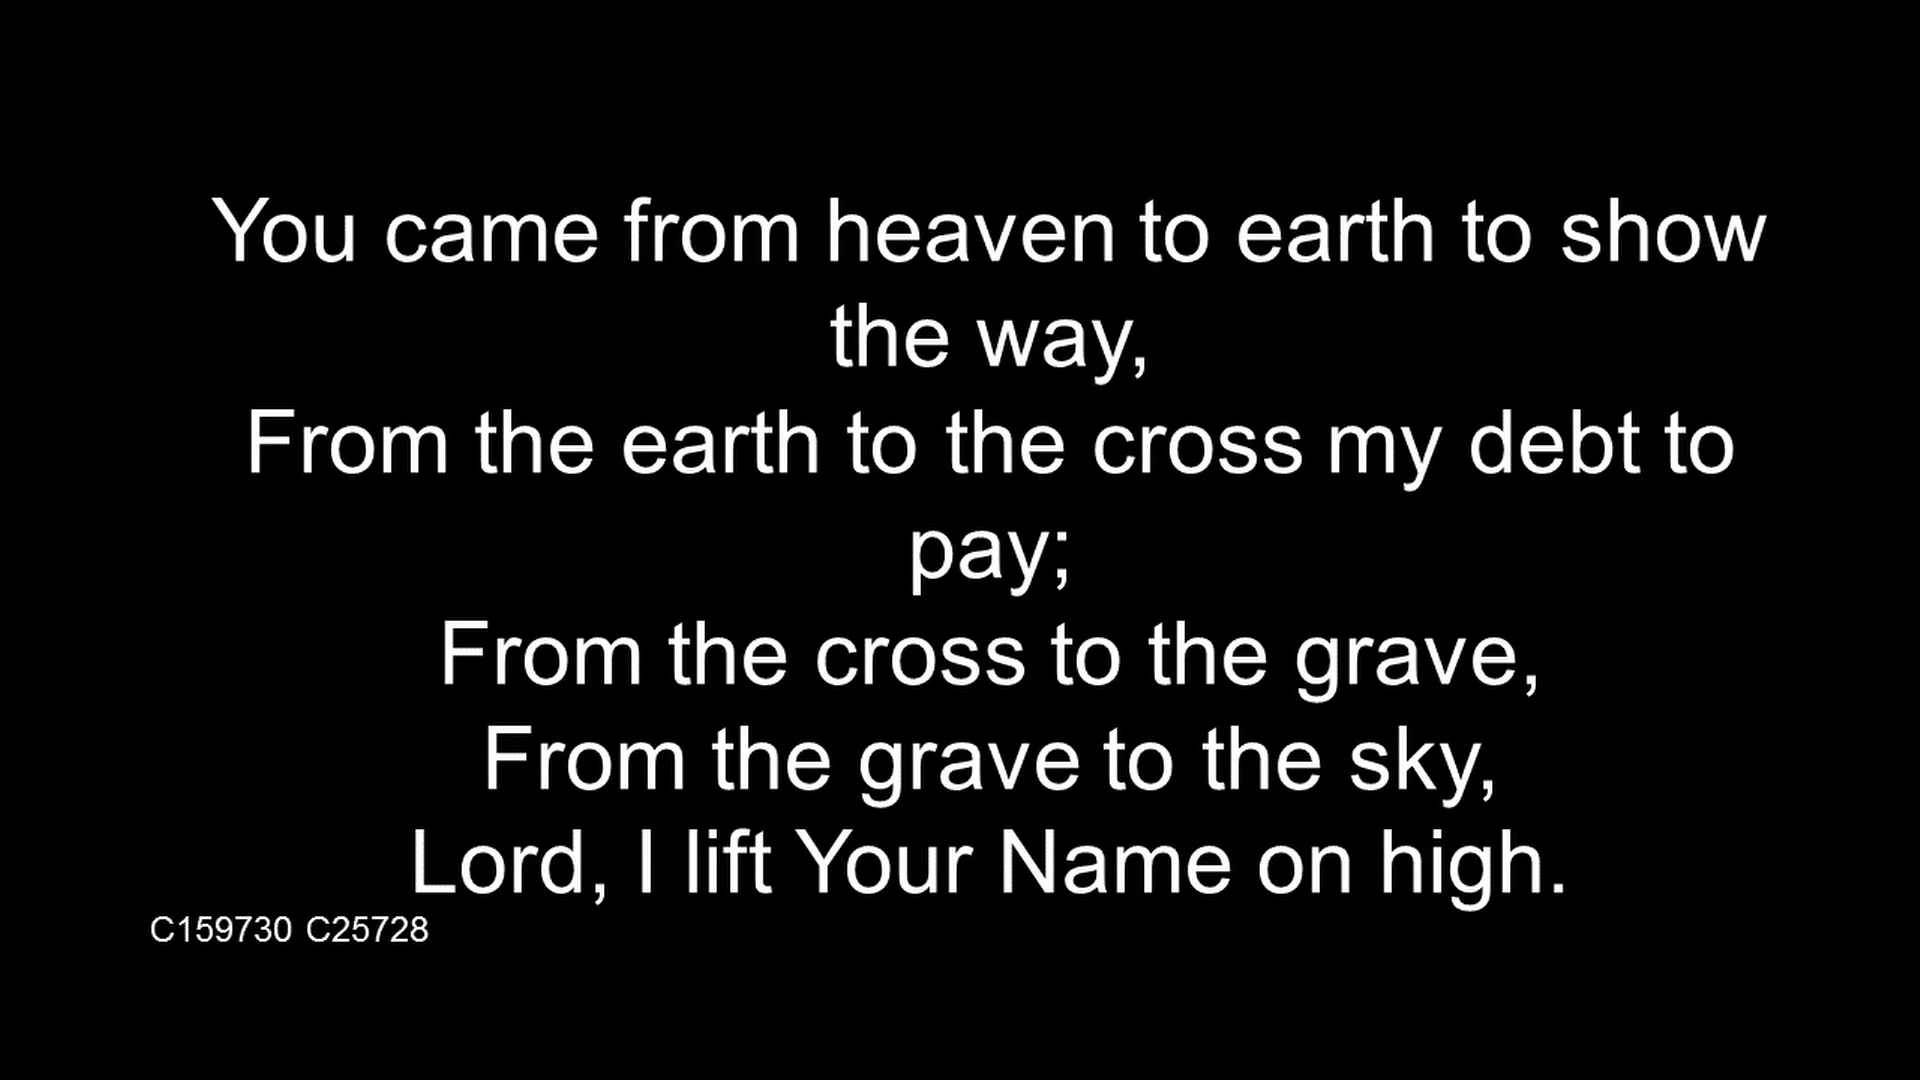 You came from heaven to earth to show
the way,
From the earth to the cross my debt to
pay;
From the cross to the grave,
From the grave to the sky,
Lord, I lift Your Name on high.
C159730 C25728